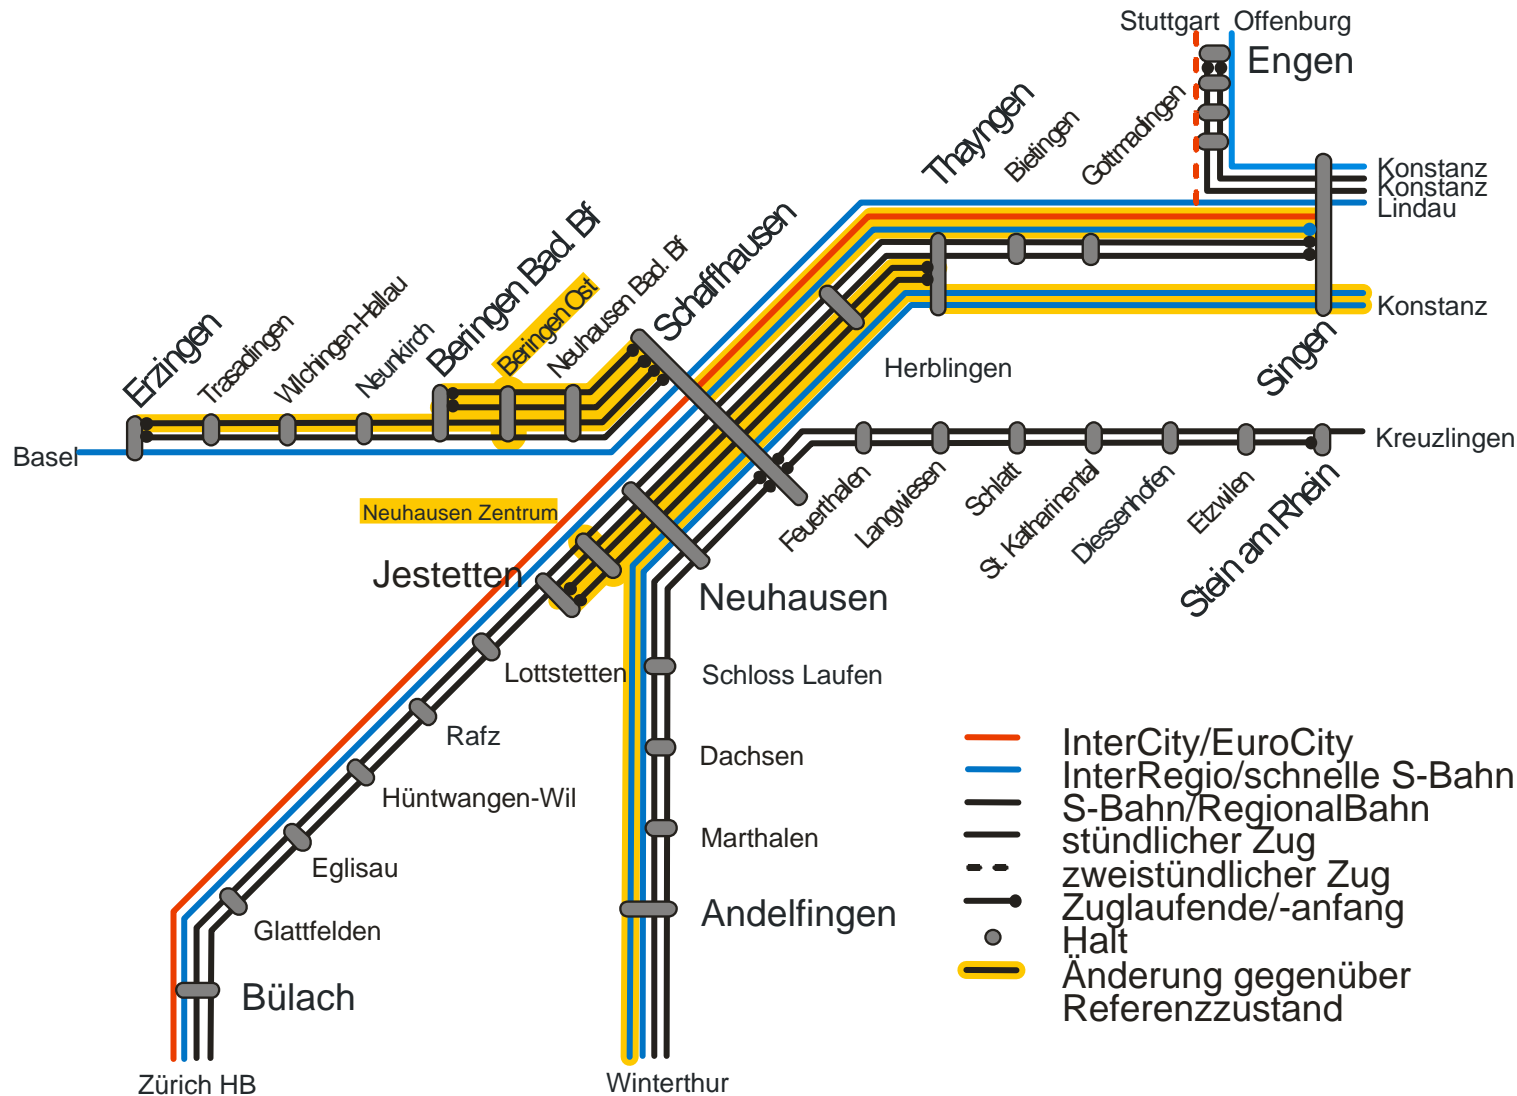 Stuttgart Offenburg
Engen
Thayngen
Bietingen
Gottmadingen
Konstanz
Konstanz
Lindau
Konstanz
Singen
Herblingen
Schaffhausen
Neuhausen Bad. Bf
Beringen Ost
Beringen Bad. Bf
Neunkirch
Wilchingen-Hallau
Trasadingen
Erzingen
Basel
Kreuzlingen
Feuerthalen
Langwiesen
Schlatt
St. Katharinental
Diessenhofen
Etzwilen
Stein am Rhein
Neuhausen Zentrum
Jestetten
Neuhausen
Lottstetten
Schloss Laufen
Rafz
Dachsen
Hüntwangen-Wil
Marthalen
Eglisau
Andelfingen
Glattfelden
Bülach
Zürich HB
Winterthur
InterCity/EuroCity
InterRegio/schnelle S-Bahn
S-Bahn/RegionalBahn
stündlicher Zug
zweistündlicher Zug
Zuglaufende/-anfang
Halt
Änderung gegenüber
Referenzzustand